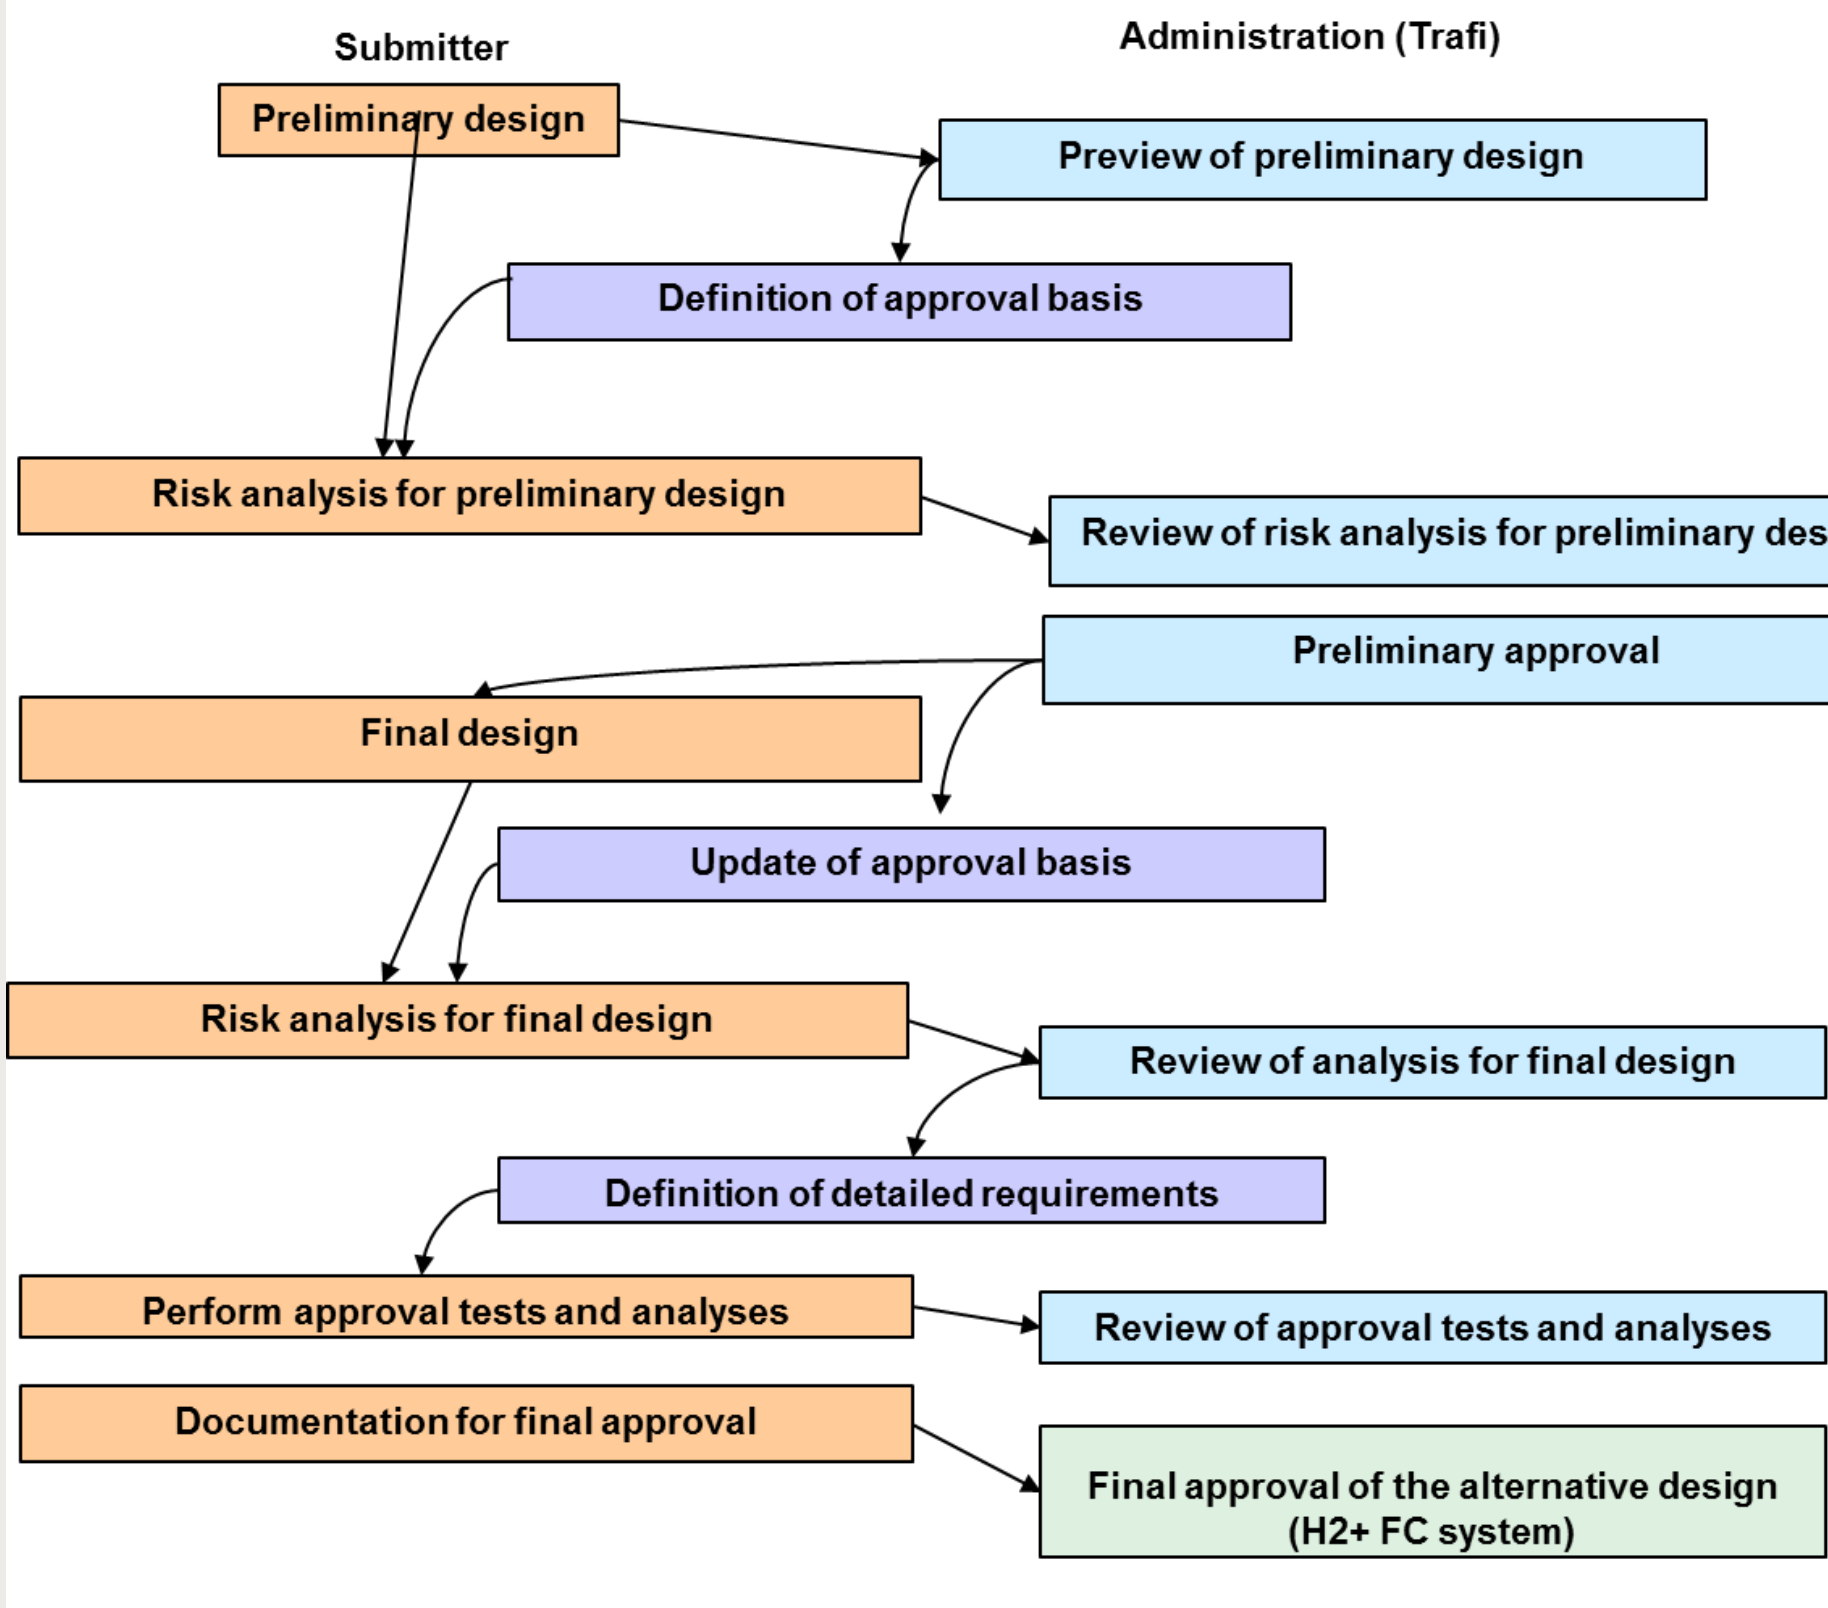 Submitter
Administration (Trafi)
Preliminary design
Preview of preliminary design
Definition of approval basis
Risk analysis for preliminary design
Review of risk analysis for preliminary des
Preliminary approval
Final design
Update of approval basis
Risk analysis for final design
Review of analysis for final design
Definition of detailed requirements
Perform approval tests and analyses
Review of approval tests and analyses
Documentation for final approval
Final approval of the alternative design
(H2+ FC system)